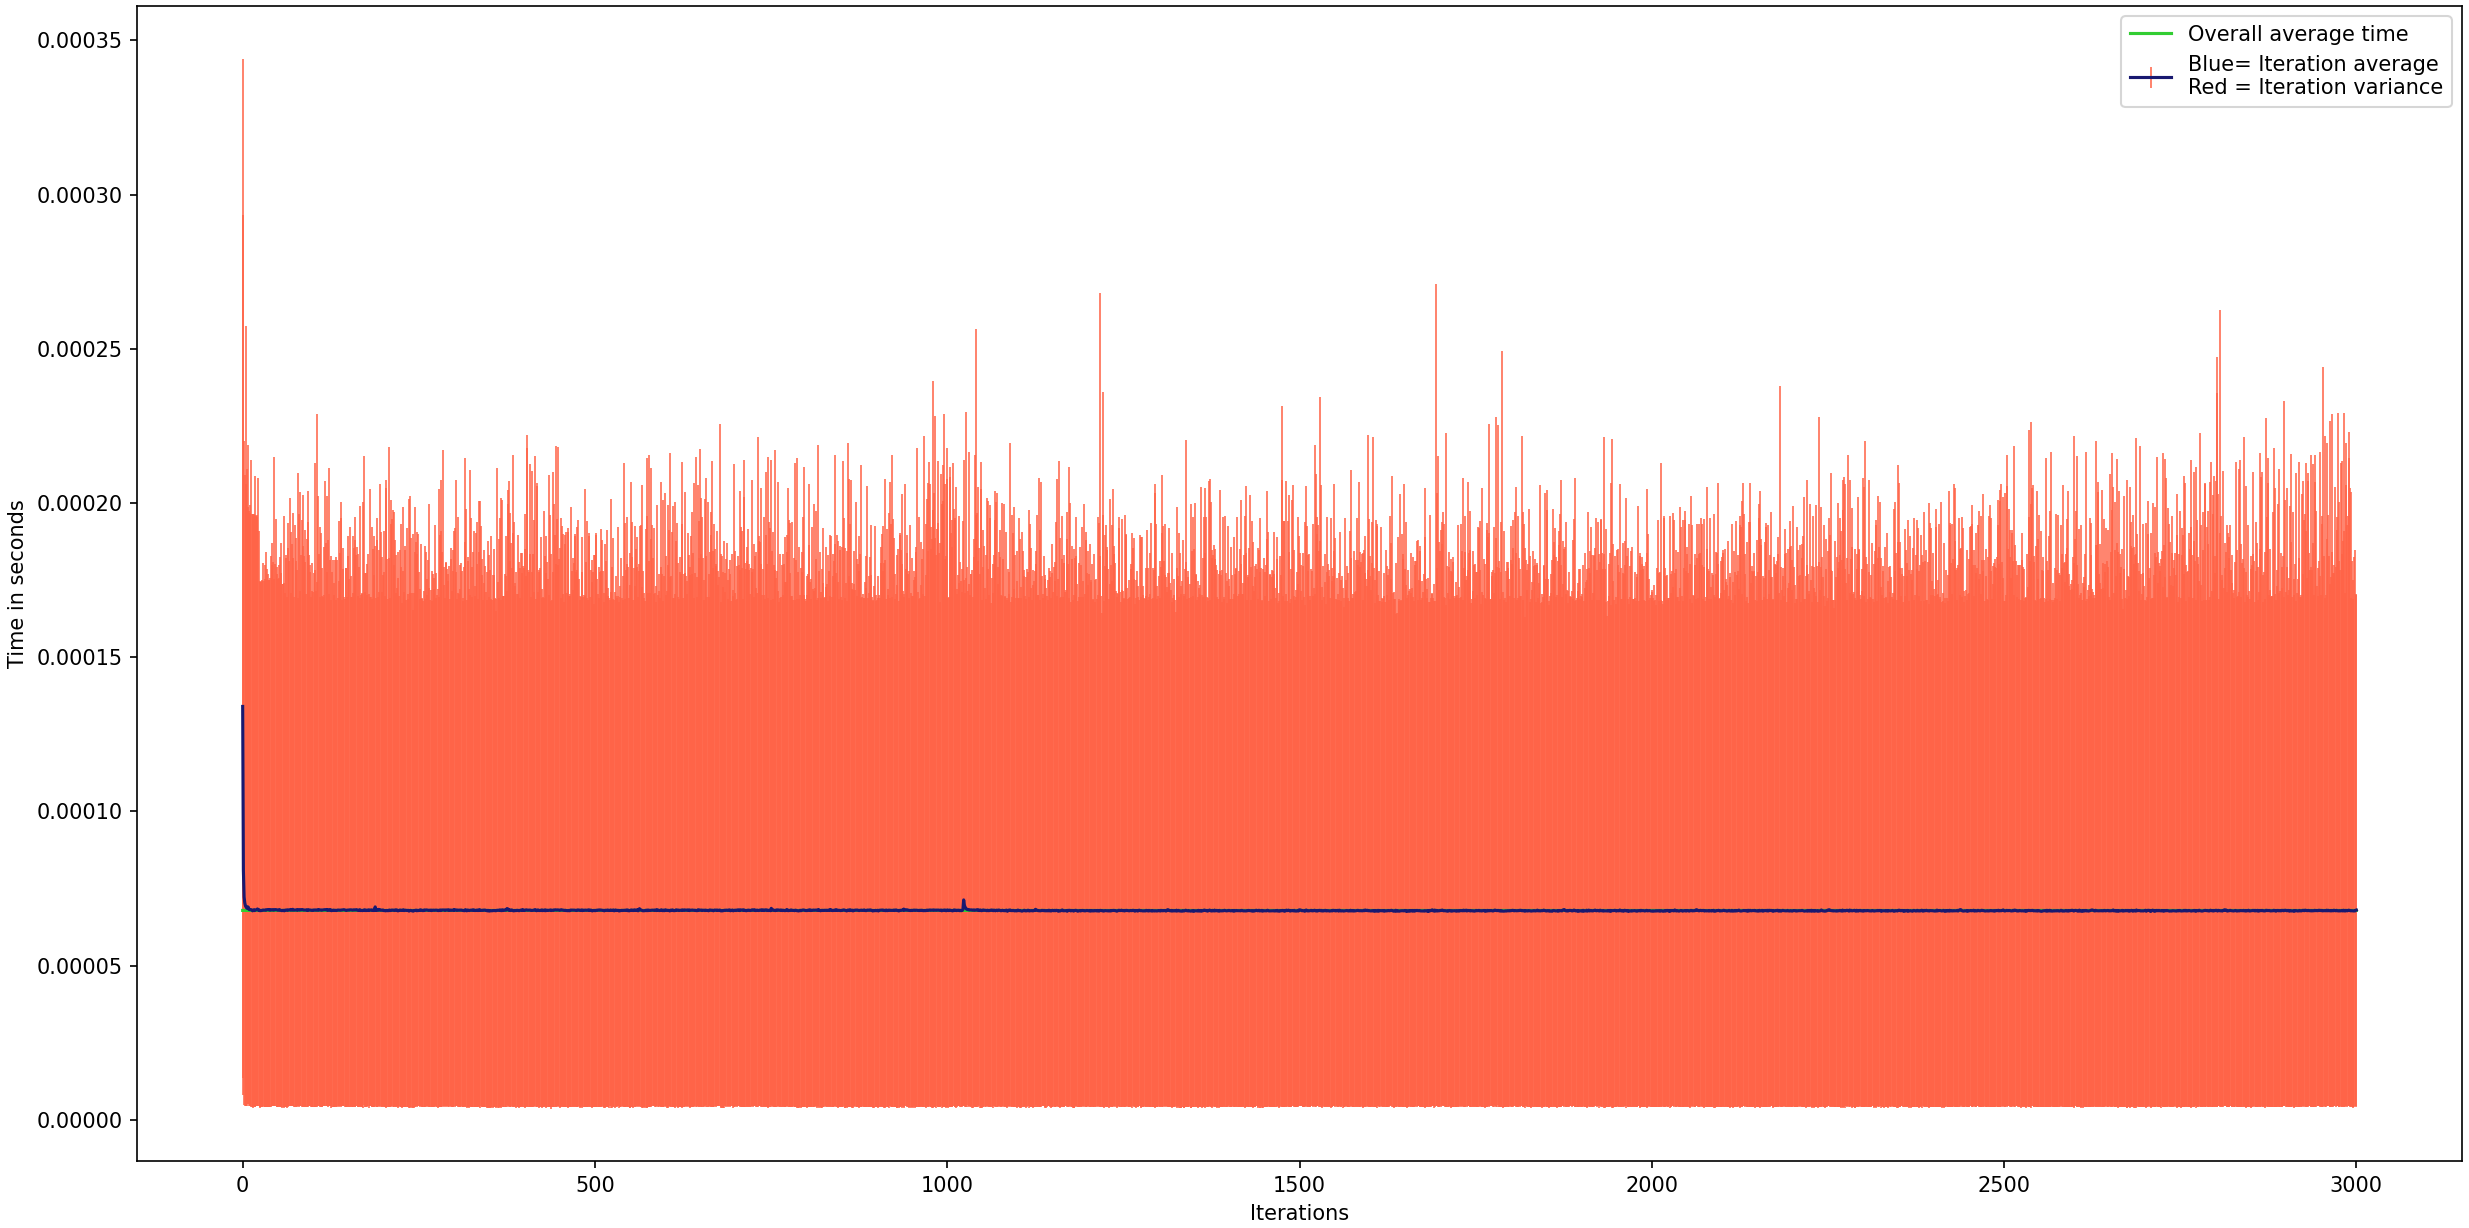 Overall average time
Blue= Iteration average
Red = Iteration variance
0.00035
0.00030
0.00025
0.00020
0.00015
0.00010
0.00005
0.00000
Time in seconds
0 500 1000 1500 2000 2500 3000
Iterations